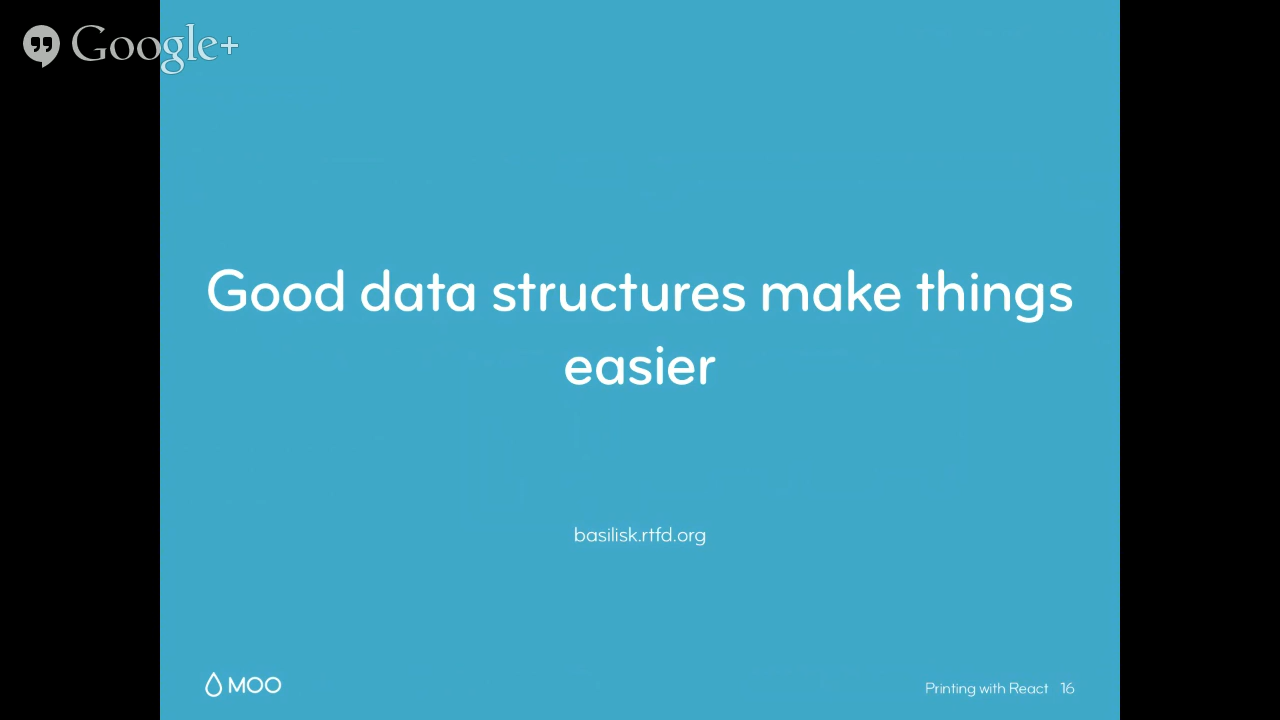 Google+
Good data structures make things
easier
basilisk.rtfd.org
MOO
Printing with React 16